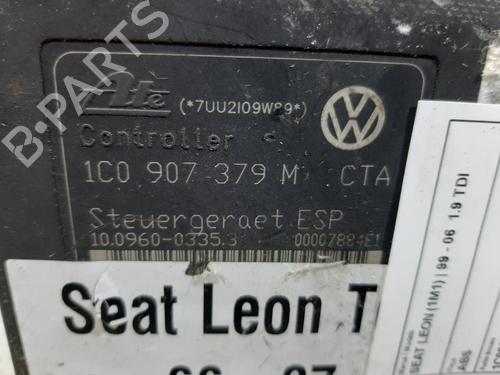 Ate (*7UU2I09W89*)
Controller
1C0 907 379 M CTA
Steuergeraet ESP
10.0960-0335.3 00007884E1
Seat Leon T
SEAT LEON (1M1) | 99 - 06 1.9 TDI
ABS